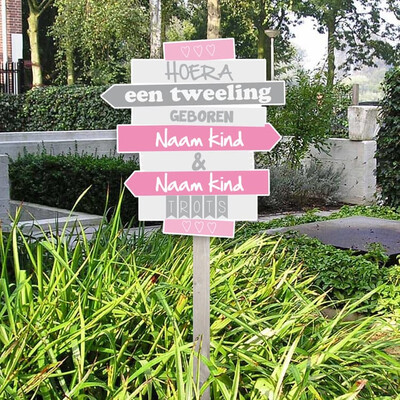 HOERA
een tweeling
GEBOREN
Naam kind
&
Naam kind
TROTS